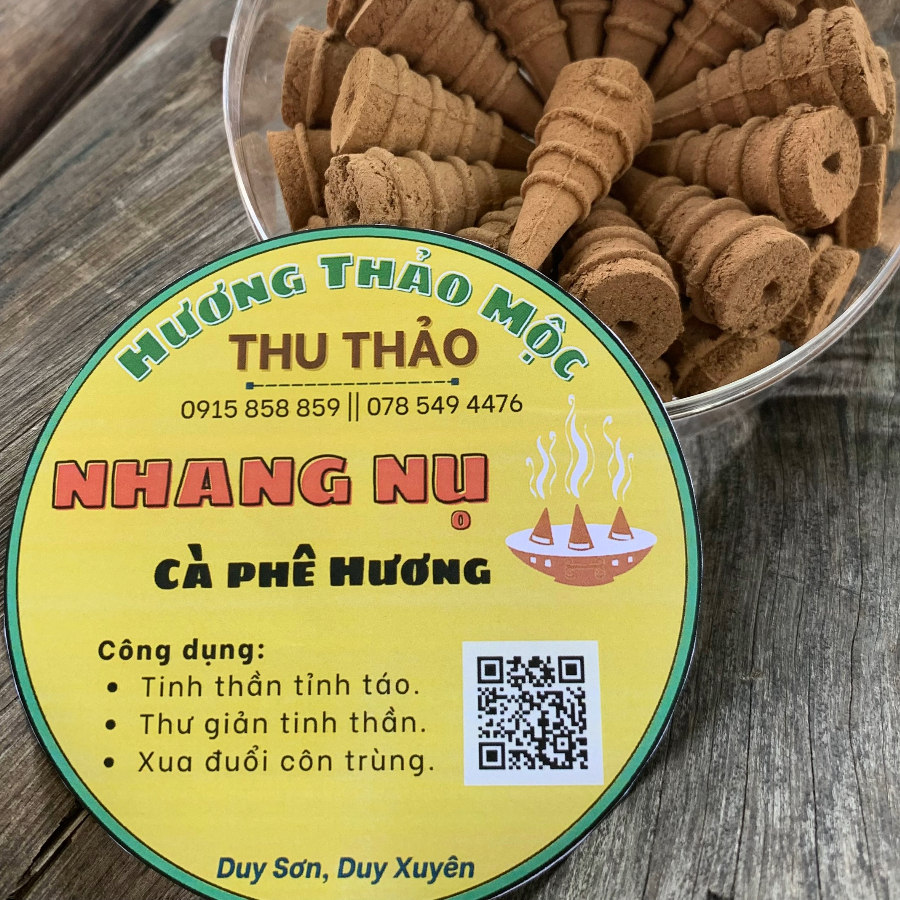 Hương Thảo Mộc
THU THẢO
0915 858 859 || 078 549 4476
NHANG NỤ
CÀ PHÊ HƯƠNG
Công dụng:
• Tinh thần tỉnh táo.
• Thư giản tinh thần.
• Xua đuổi côn trùng.
Duy Sơn, Duy Xuyên